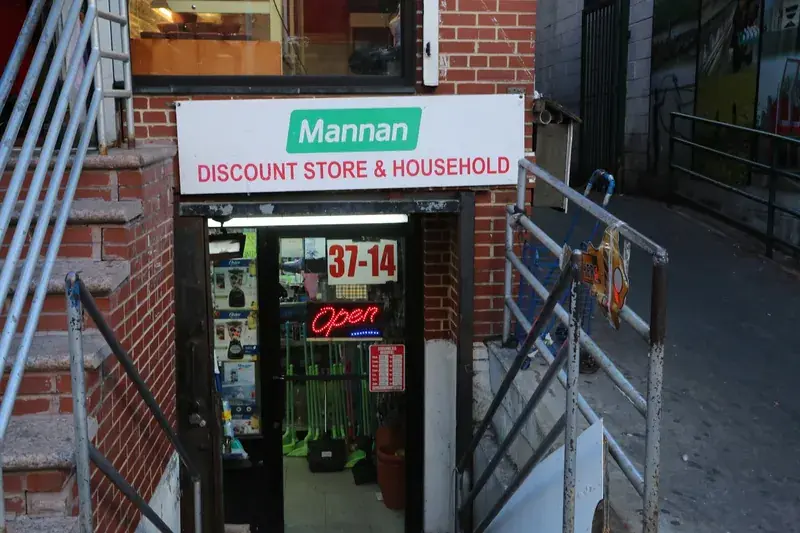 Mannan
DISCOUNT STORE & HOUSEHOLD
37-14
Open